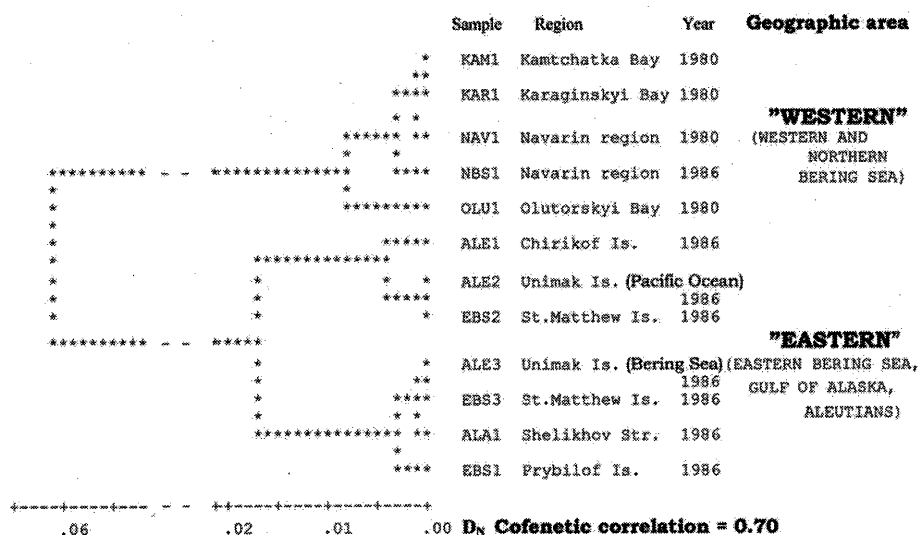 Sample Region Year Geographic area
KAM1 Kamtchatka Bay 1980
KAR1 Karaginskyi Bay 1980
"WESTERN"
NAV1 Navarin region 1980 (WESTERN AND
NORTHERN
NBS1 Navarin region 1986 BERING SEA)
OLU1 Olutorskyi Bay 1980
ALE1 Chirikof Is. 1986
ALE2 Unimak Is. (Pacific Ocean)
1986
EBS2 St.Matthew Is. 1986
"EASTERN"
ALE3 Unimak Is. (Bering Sea) (EASTERN BERING SEA,
1986
GULF OF ALASKA,
EBS3 St.Matthew Is. 1986
ALEUTIANS)
ALA1 Shelikhov Str. 1986
EBS1 Prybilof Is. 1986
.06 .02 .01 .00 D_N Cofenetic correlation = 0.70